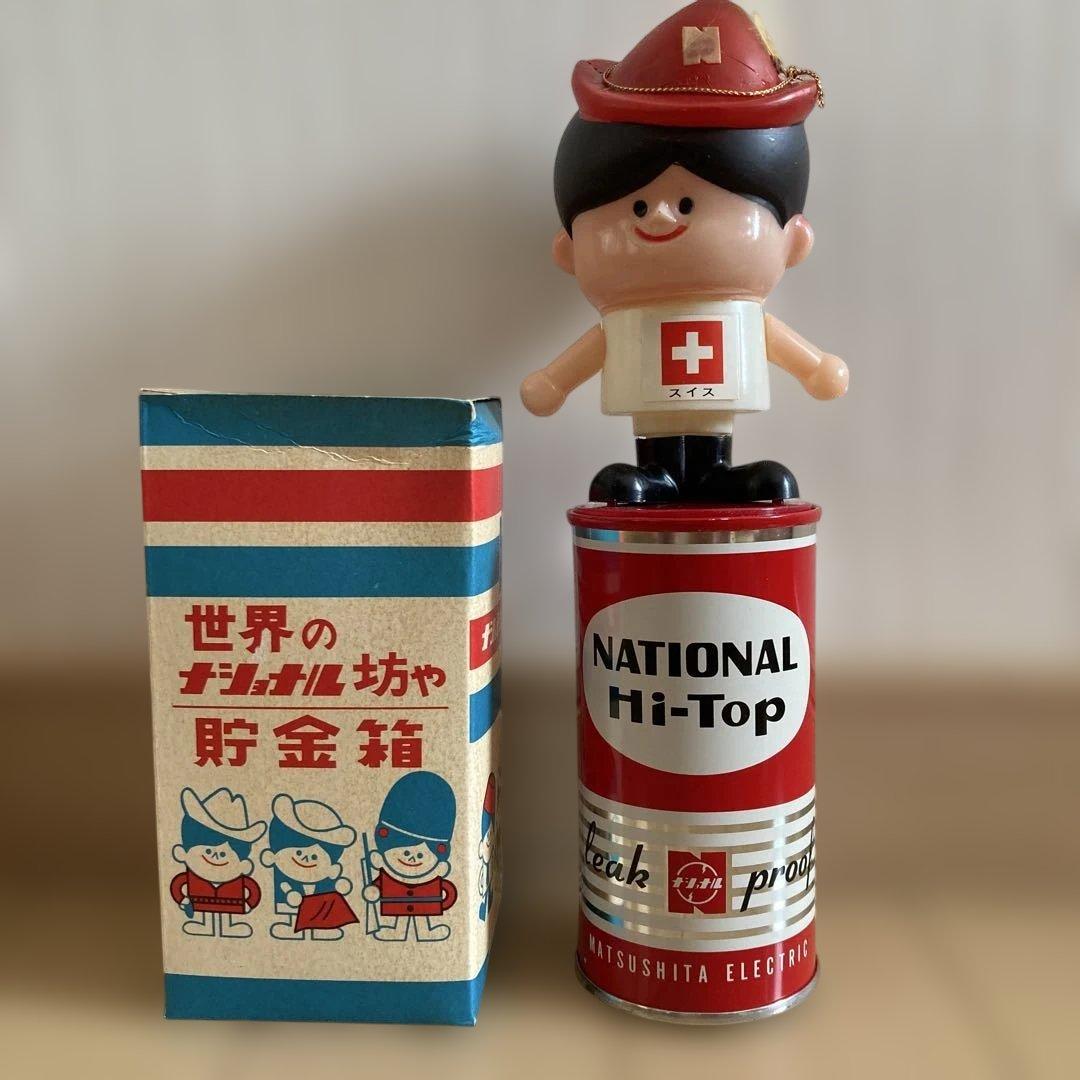 世界の
ナショナル坊や
貯金箱
N
スイス
NATIONAL
Hi-Top
leak
ナショナル
N
proof
MATSUSHITA ELECTRIC